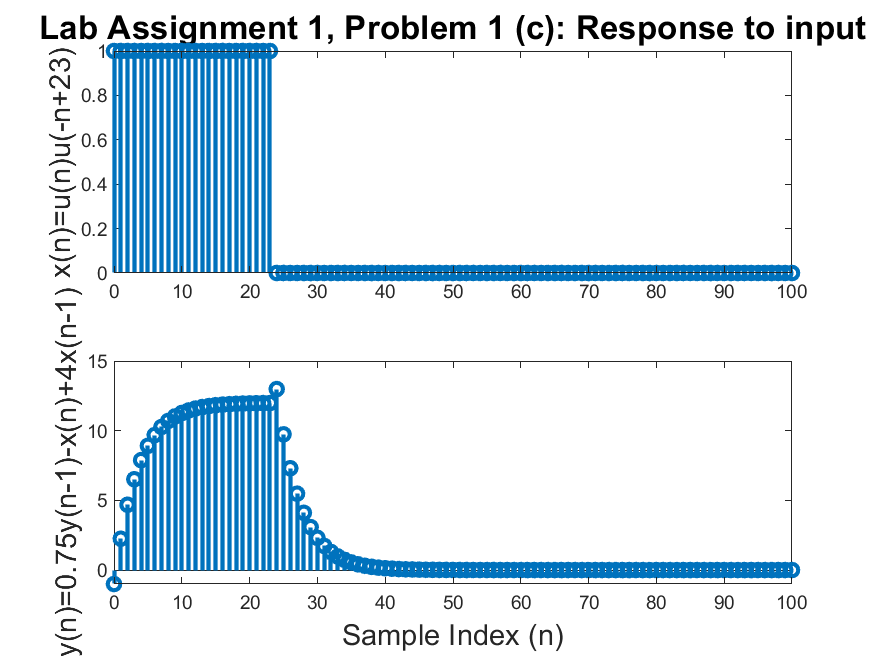 Lab Assignment 1, Problem 1 (c): Response to input
x(n)=u(n)u(-n+23)
1
0.8
0.6
0.4
0.2
0
0 10 20 30 40 50 60 70 80 90 100
y(n)=0.75y(n-1)-x(n)+4x(n-1)
15
10
5
0
0 10 20 30 40 50 60 70 80 90 100
Sample Index (n)